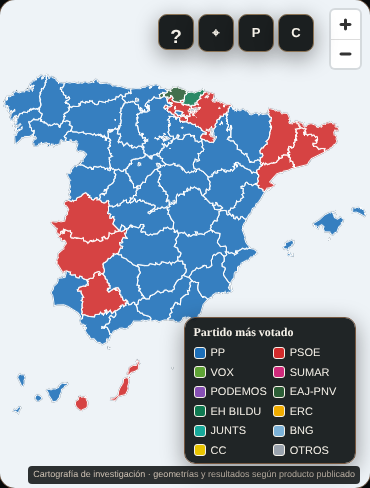 ?
⌖
P
C
+
−
Partido más votado
PP
PSOE
VOX
SUMAR
PODEMOS
EAJ-PNV
EH BILDU
ERC
JUNTS
BNG
CC
OTROS
Cartografía de investigación · geometrías y resultados según producto publicado